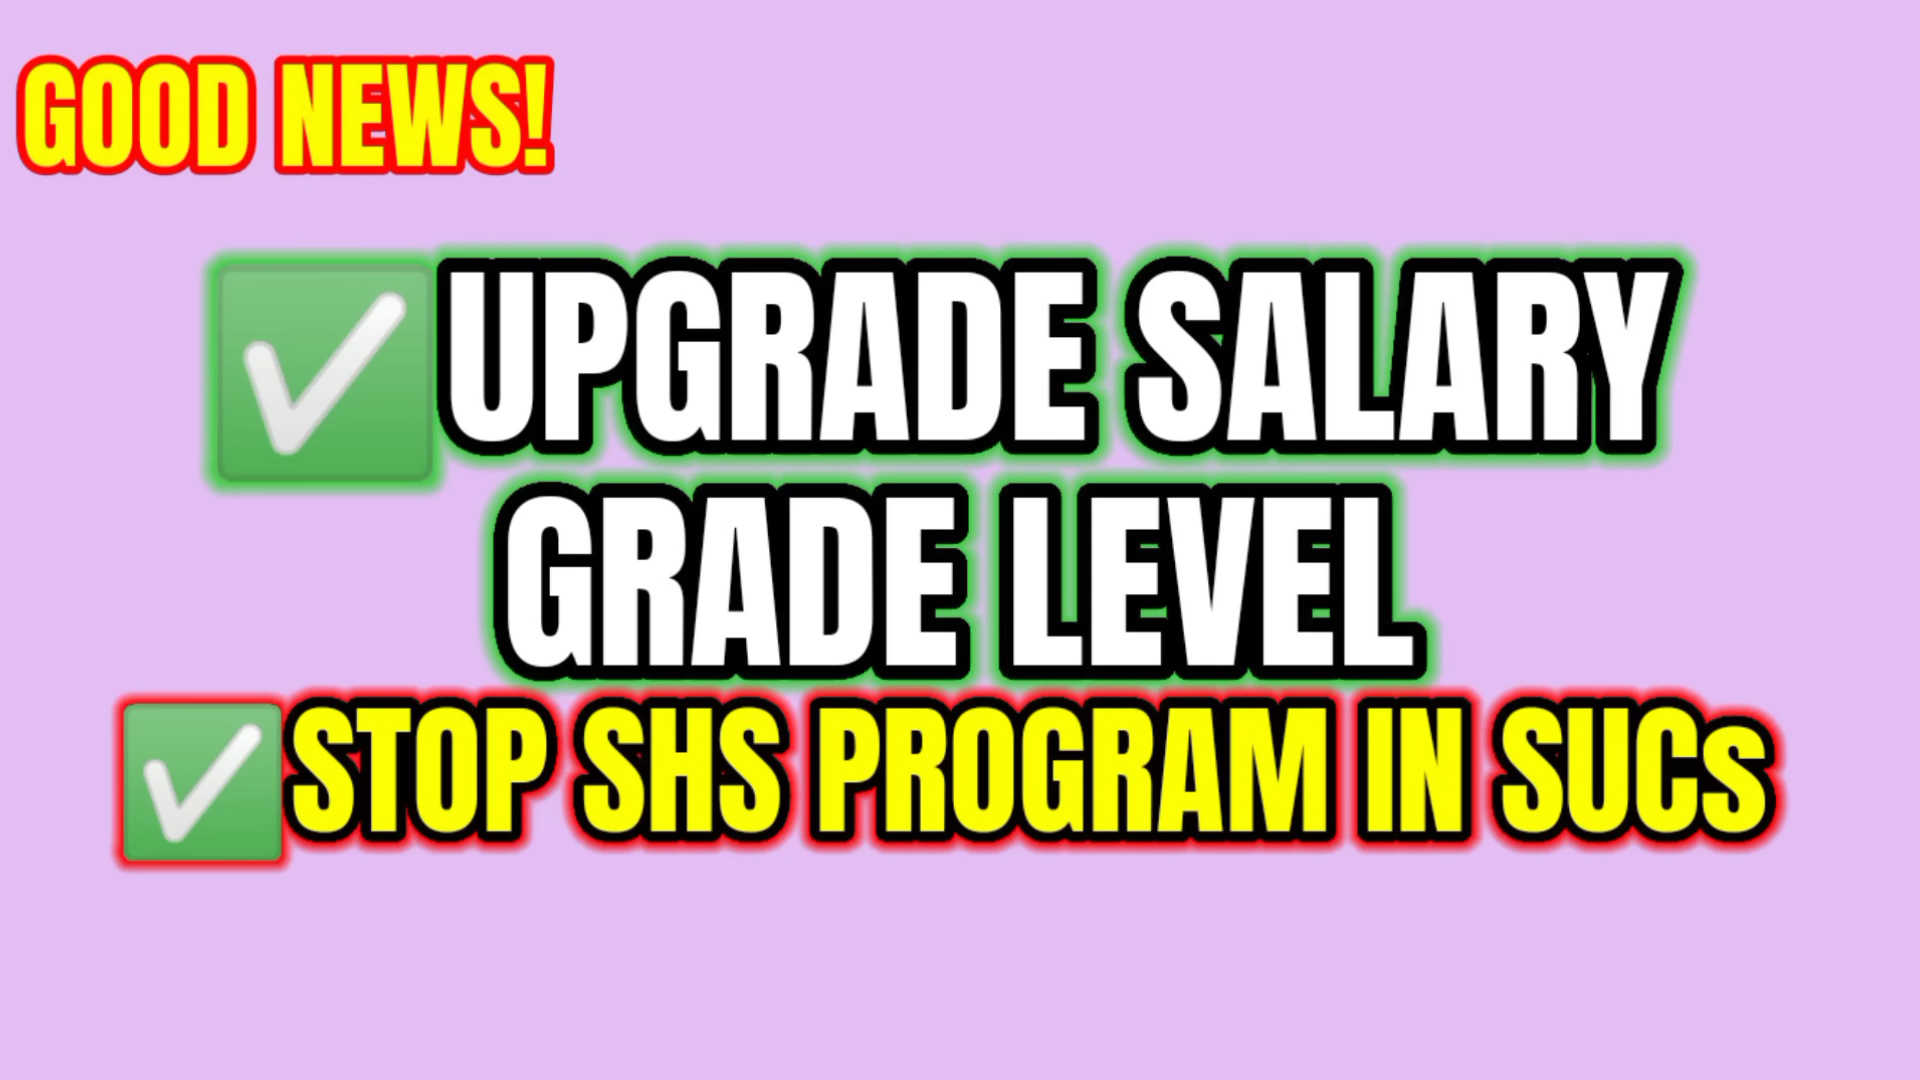 GOOD NEWS!
✅UPGRADE SALARY
GRADE LEVEL
✅STOP SHS PROGRAM IN SUCs